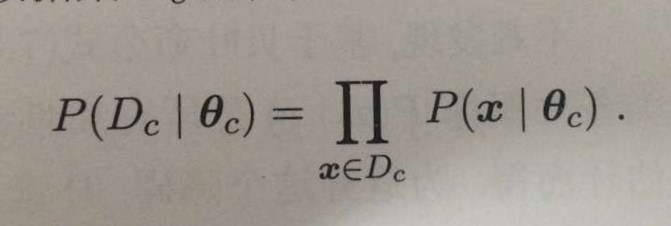 P(D_c | θ_c) = ∏_{x∈D_c} P(x | θ_c) .